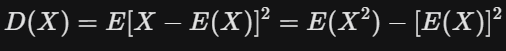 D(X) = E[X − E(X)]² = E(X²) − [E(X)]²